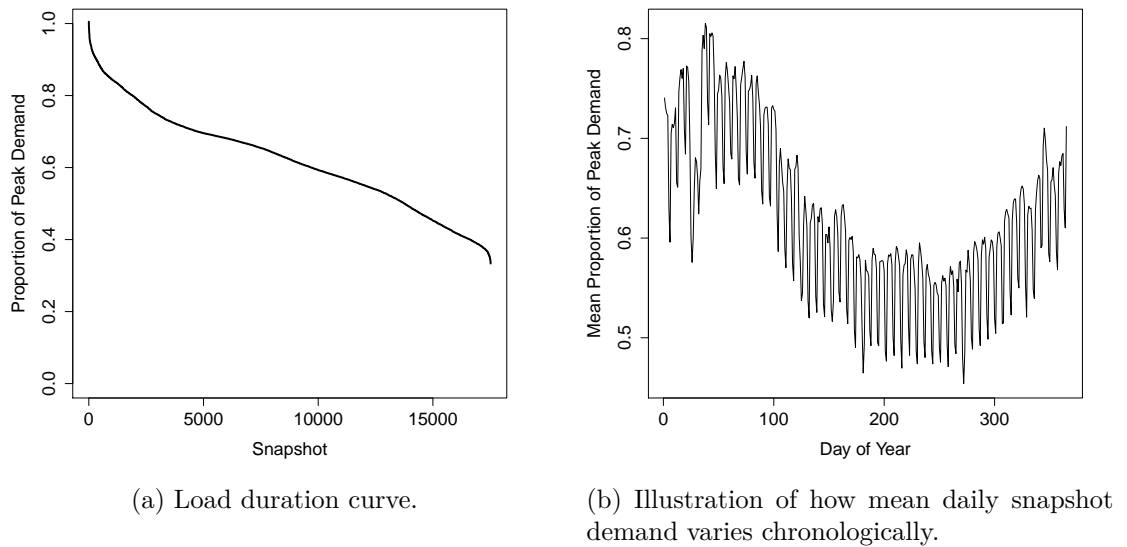 0.0 0.2 0.4 0.6 0.8 1.0
Proportion of Peak Demand
0 5000 10000 15000
Snapshot
(a) Load duration curve.
0.5 0.6 0.7 0.8
Mean Proportion of Peak Demand
0 100 200 300
Day of Year
(b) Illustration of how mean daily snapshot
demand varies chronologically.